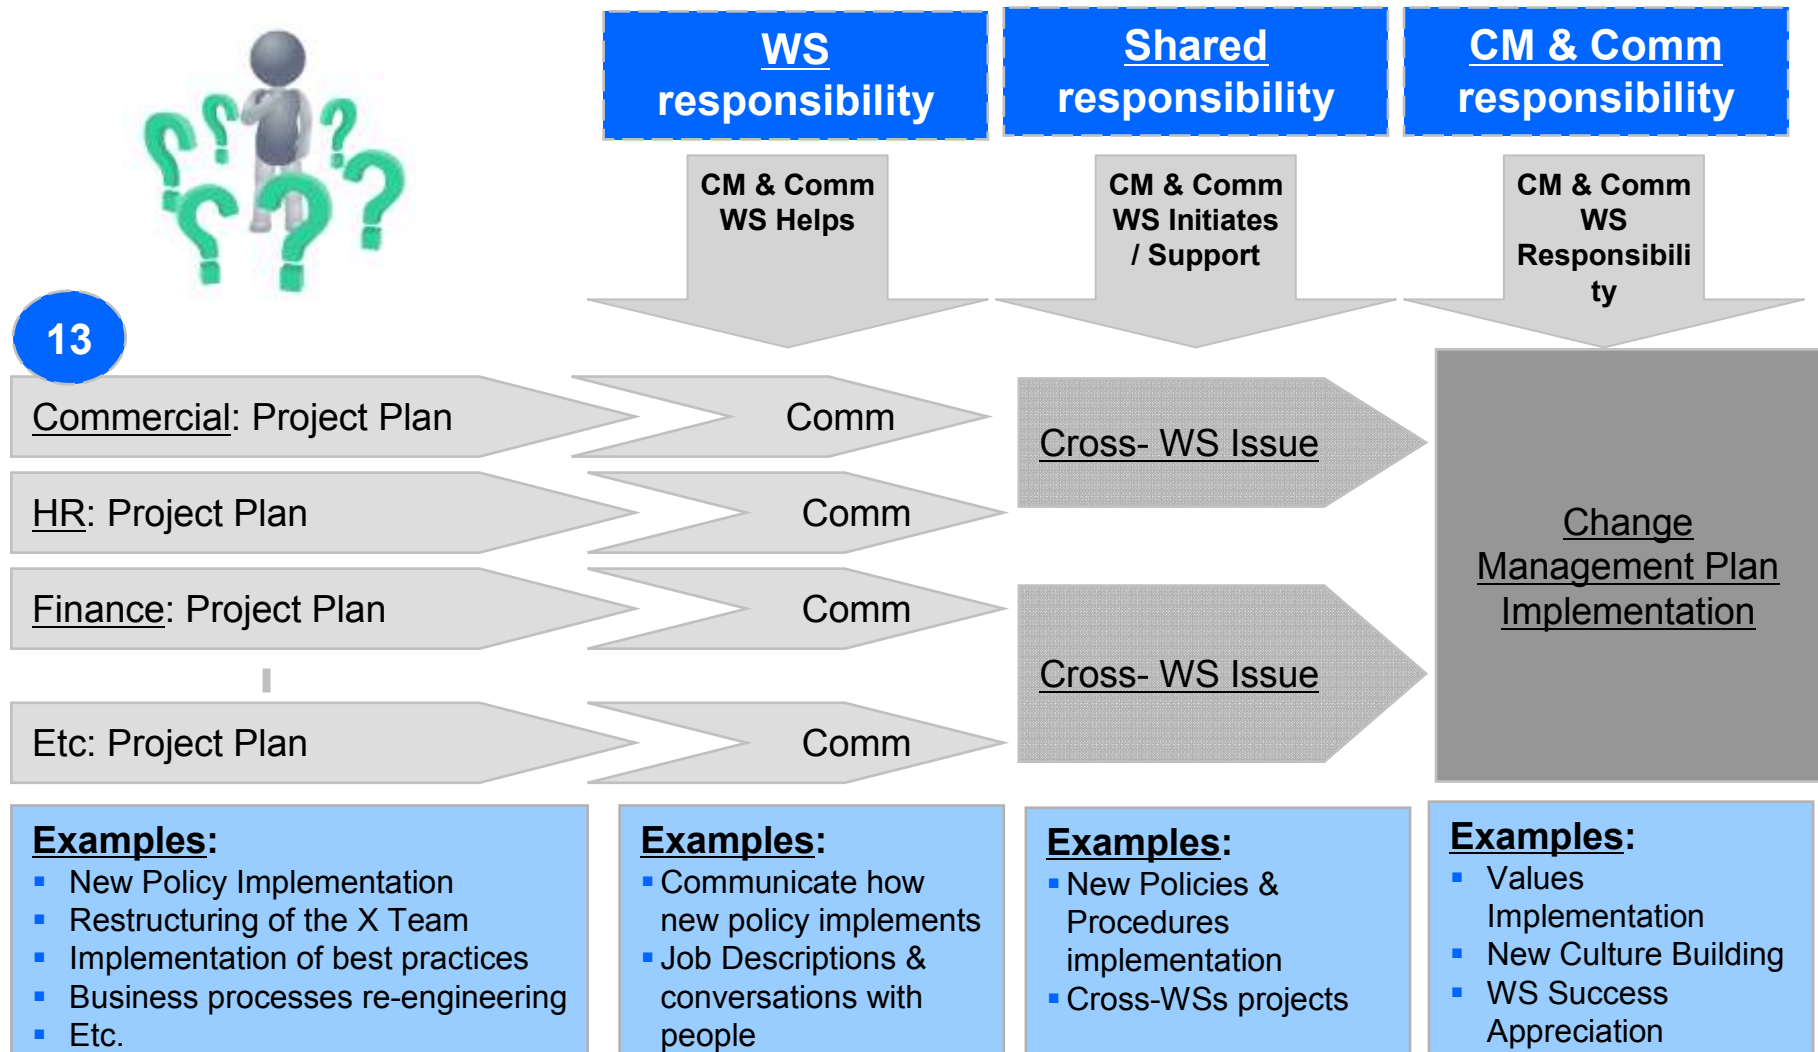 WS
responsibility
Shared
responsibility
CM & Comm
responsibility
CM & Comm
WS Helps
CM & Comm
WS Initiates
/ Support
CM & Comm
WS
Responsibili
ty
13
Commercial: Project Plan
Comm
HR: Project Plan
Comm
Cross- WS Issue
Finance: Project Plan
Comm
Etc: Project Plan
Comm
Cross- WS Issue
Change
Management Plan
Implementation
Examples:
▪ New Policy Implementation
▪ Restructuring of the X Team
▪ Implementation of best practices
▪ Business processes re-engineering
▪ Etc.
Examples:
▪ Communicate how
new policy implements
▪ Job Descriptions &
conversations with
people
Examples:
▪ New Policies &
Procedures
implementation
▪ Cross-WSs projects
Examples:
▪ Values
Implementation
▪ New Culture Building
▪ WS Success
Appreciation